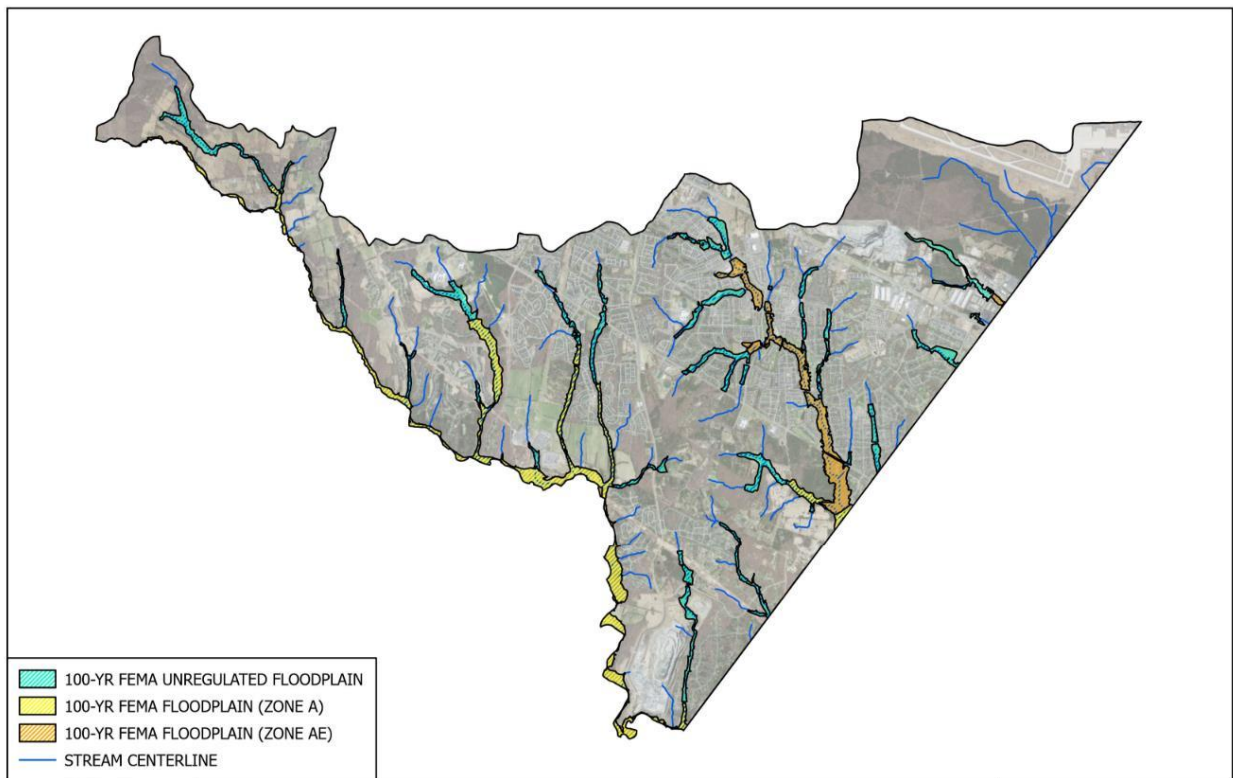 100-YR FEMA UNREGULATED FLOODPLAIN
100-YR FEMA FLOODPLAIN (ZONE A)
100-YR FEMA FLOODPLAIN (ZONE AE)
STREAM CENTERLINE